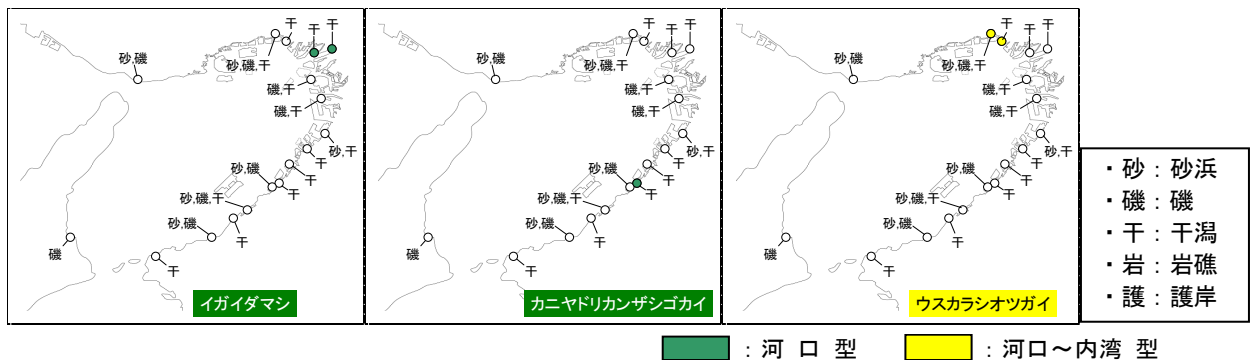 干
干
干
砂,磯
砂,磯,干
磯,干
磯,干
砂,干
干
干
砂,磯
干
砂,磯,干
砂,磯
干
磯
干
イガイダマシ
干
干
干
砂,磯
砂,磯,干
磯,干
磯,干
砂,干
干
干
砂,磯
干
砂,磯,干
砂,磯
干
磯
干
カニヤドリカンザシゴカイ
干
干
干
砂,磯
砂,磯,干
磯,干
磯,干
砂,干
干
干
砂,磯
干
砂,磯,干
砂,磯
干
磯
干
ウスカラシオツガイ
・砂：砂浜
・磯：磯
・干：干潟
・岩：岩礁
・護：護岸
：河 口 型
：河口～内湾 型